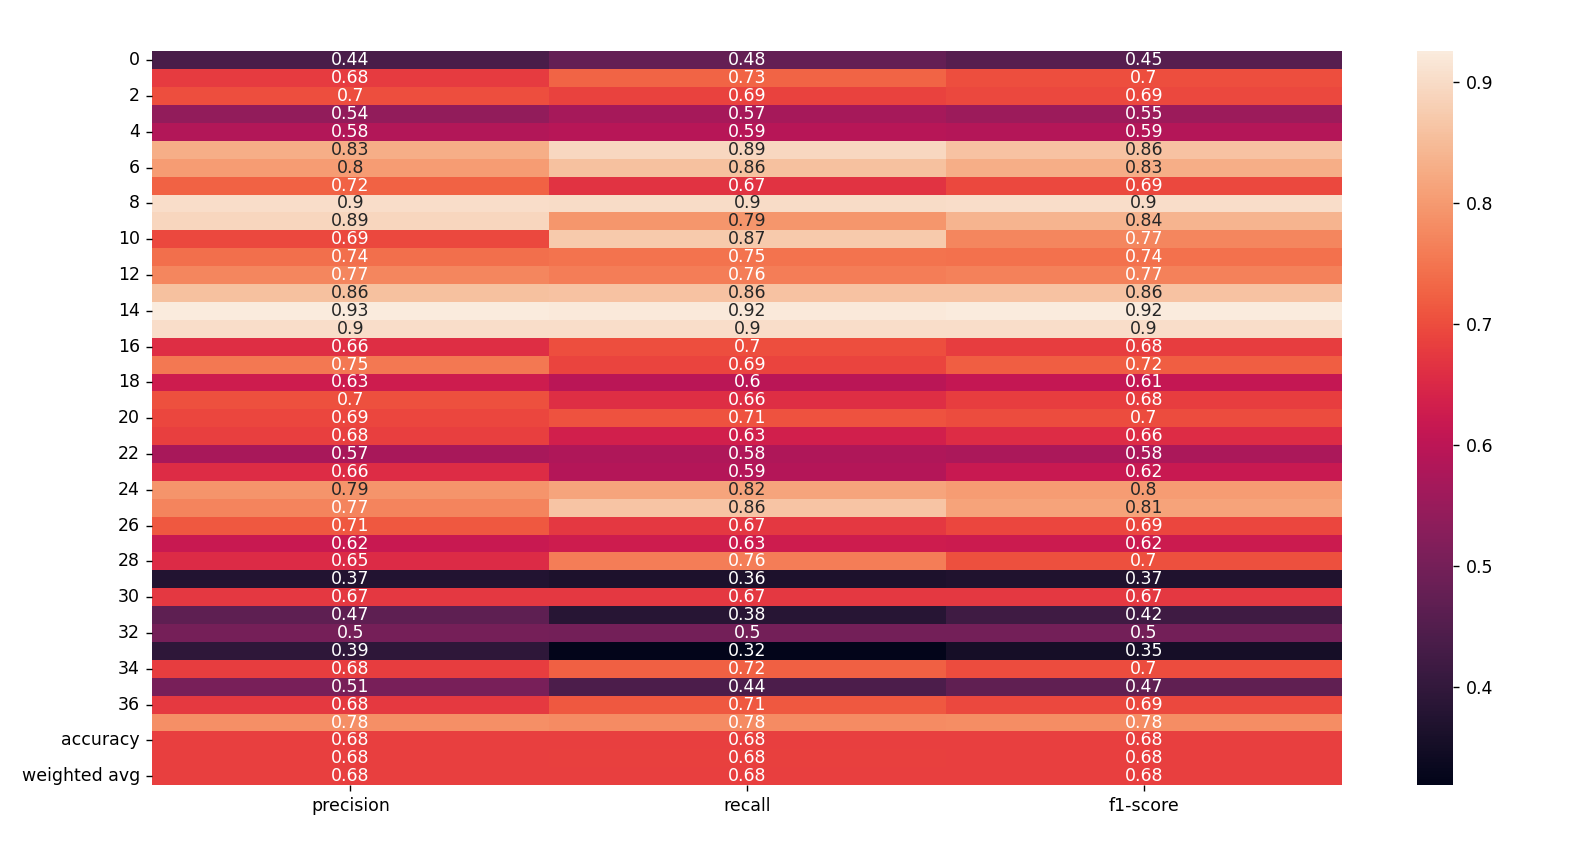 0 0.44 0.48 0.45 0.9
0.68 0.73 0.7
2 0.7 0.69 0.69
0.54 0.57 0.55
4 0.58 0.59 0.59
0.83 0.89 0.86
6 0.8 0.86 0.83
0.72 0.67 0.69
8 0.9 0.9 0.9 0.8
0.89 0.79 0.84
10 0.69 0.87 0.77
0.74 0.75 0.74
12 0.77 0.76 0.77
0.86 0.86 0.86
14 0.93 0.92 0.92 0.7
0.9 0.9 0.9
16 0.66 0.7 0.68
0.75 0.69 0.72
18 0.63 0.6 0.61
0.7 0.66 0.68
20 0.69 0.71 0.7
0.68 0.63 0.66 0.6
22 0.57 0.58 0.58
0.66 0.59 0.62
24 0.79 0.82 0.8
0.77 0.86 0.81
26 0.71 0.67 0.69
0.62 0.63 0.62
28 0.65 0.76 0.7 0.5
0.37 0.36 0.37
30 0.67 0.67 0.67
0.47 0.38 0.42
32 0.5 0.5 0.5
0.39 0.32 0.35
34 0.68 0.72 0.7
0.51 0.44 0.47 0.4
36 0.68 0.71 0.69
0.78 0.78 0.78
accuracy 0.68 0.68 0.68
0.68 0.68 0.68
weighted avg 0.68 0.68 0.68
precision recall f1-score